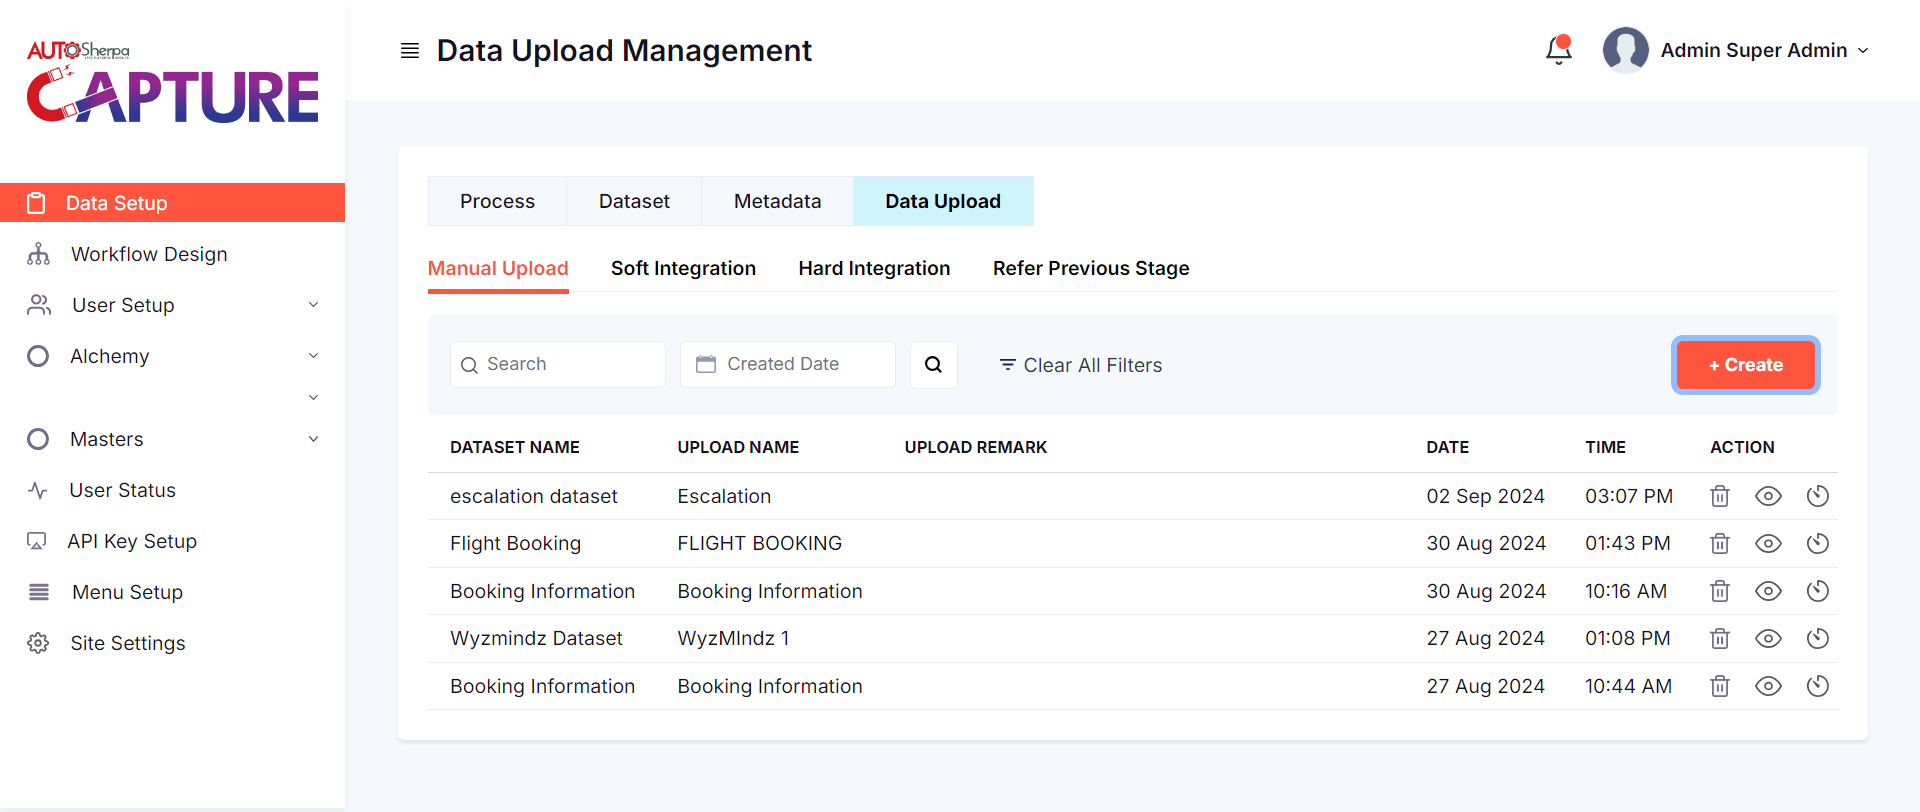 AUTOSherpa
CAPTURE
Data Setup
Workflow Design
User Setup
Alchemy
Masters
User Status
API Key Setup
Menu Setup
Site Settings
Data Upload Management
Admin Super Admin
Process Dataset Metadata Data Upload
Manual Upload Soft Integration Hard Integration Refer Previous Stage
Search Created Date Clear All Filters + Create
DATASET NAME UPLOAD NAME UPLOAD REMARK DATE TIME ACTION
escalation dataset Escalation 02 Sep 2024 03:07 PM
Flight Booking FLIGHT BOOKING 30 Aug 2024 01:43 PM
Booking Information Booking Information 30 Aug 2024 10:16 AM
Wyzmindz Dataset WyzMIndz 1 27 Aug 2024 01:08 PM
Booking Information Booking Information 27 Aug 2024 10:44 AM